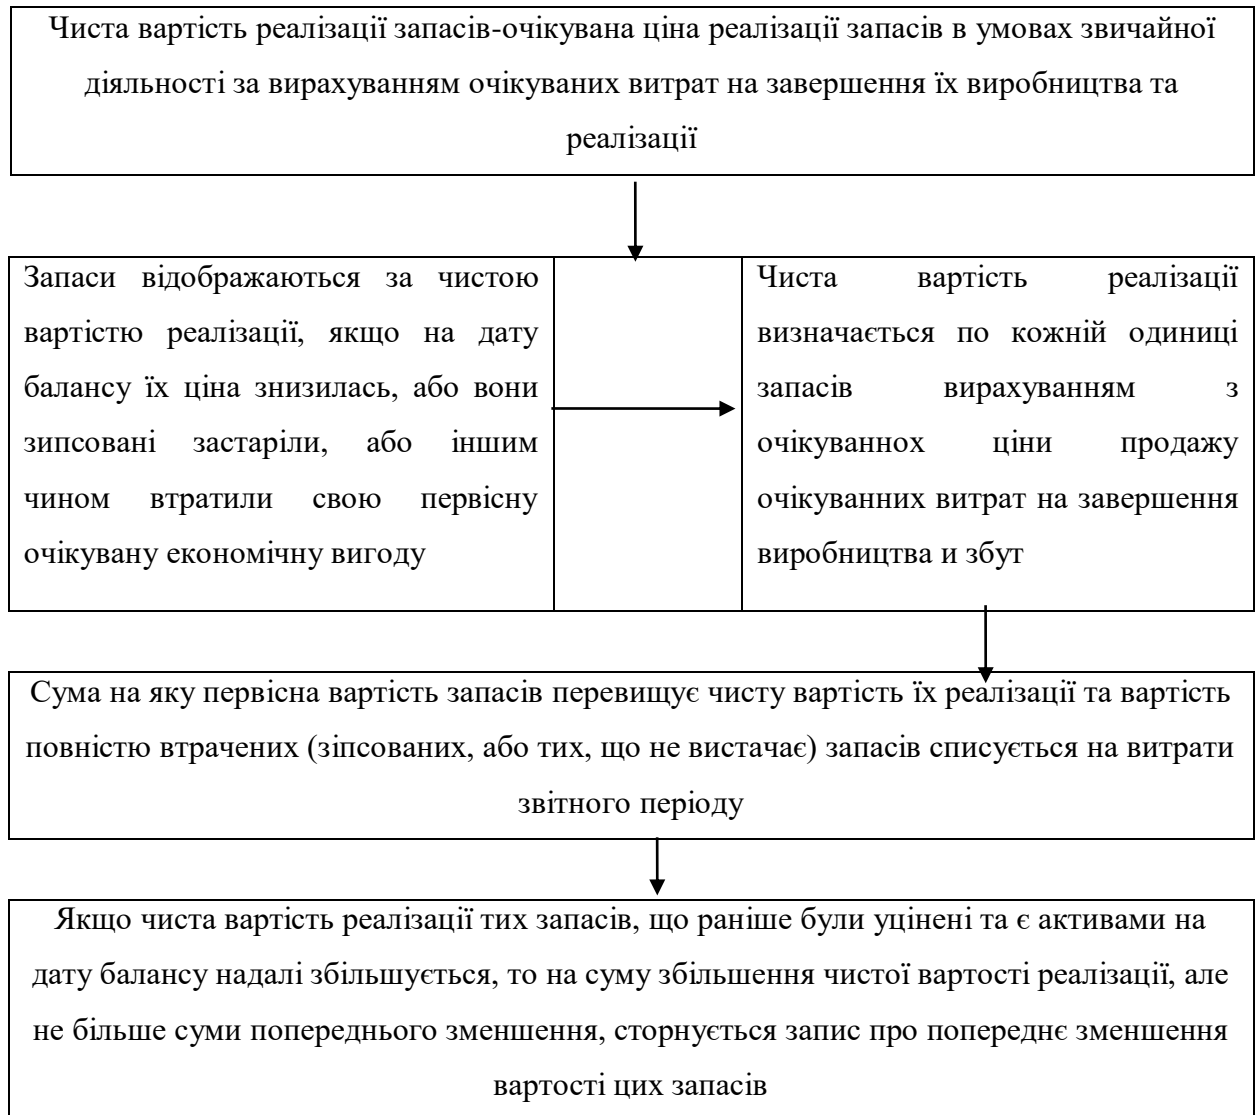 Чиста вартість реалізації запасів-очікувана ціна реалізації запасів в умовах звичайної
діяльності за вирахуванням очікуваних витрат на завершення їх виробництва та
реалізації
Запаси відображаються за чистою
вартістю реалізації, якщо на дату
балансу їх ціна знизилась, або вони
зипсовані застаріли, або іншим
чином втратили свою первісну
очікувану економічну вигоду
Чиста вартість реалізації
визначається по кожній одиниці
запасів вирахуванням з
очікуваннох ціни продажу
очікуванних витрат на завершення
виробництва и збут
Сума на яку первісна вартість запасів перевищує чисту вартість їх реалізації та вартість
повністю втрачених (зіпсованих, або тих, що не вистачає) запасів списується на витрати
звітного періоду
Якщо чиста вартість реалізації тих запасів, що раніше були уцінені та є активами на
дату балансу надалі збільшується, то на суму збільшення чистої вартості реалізації, але
не більше суми попереднього зменшення, сторнується запис про попереднє зменшення
вартості цих запасів